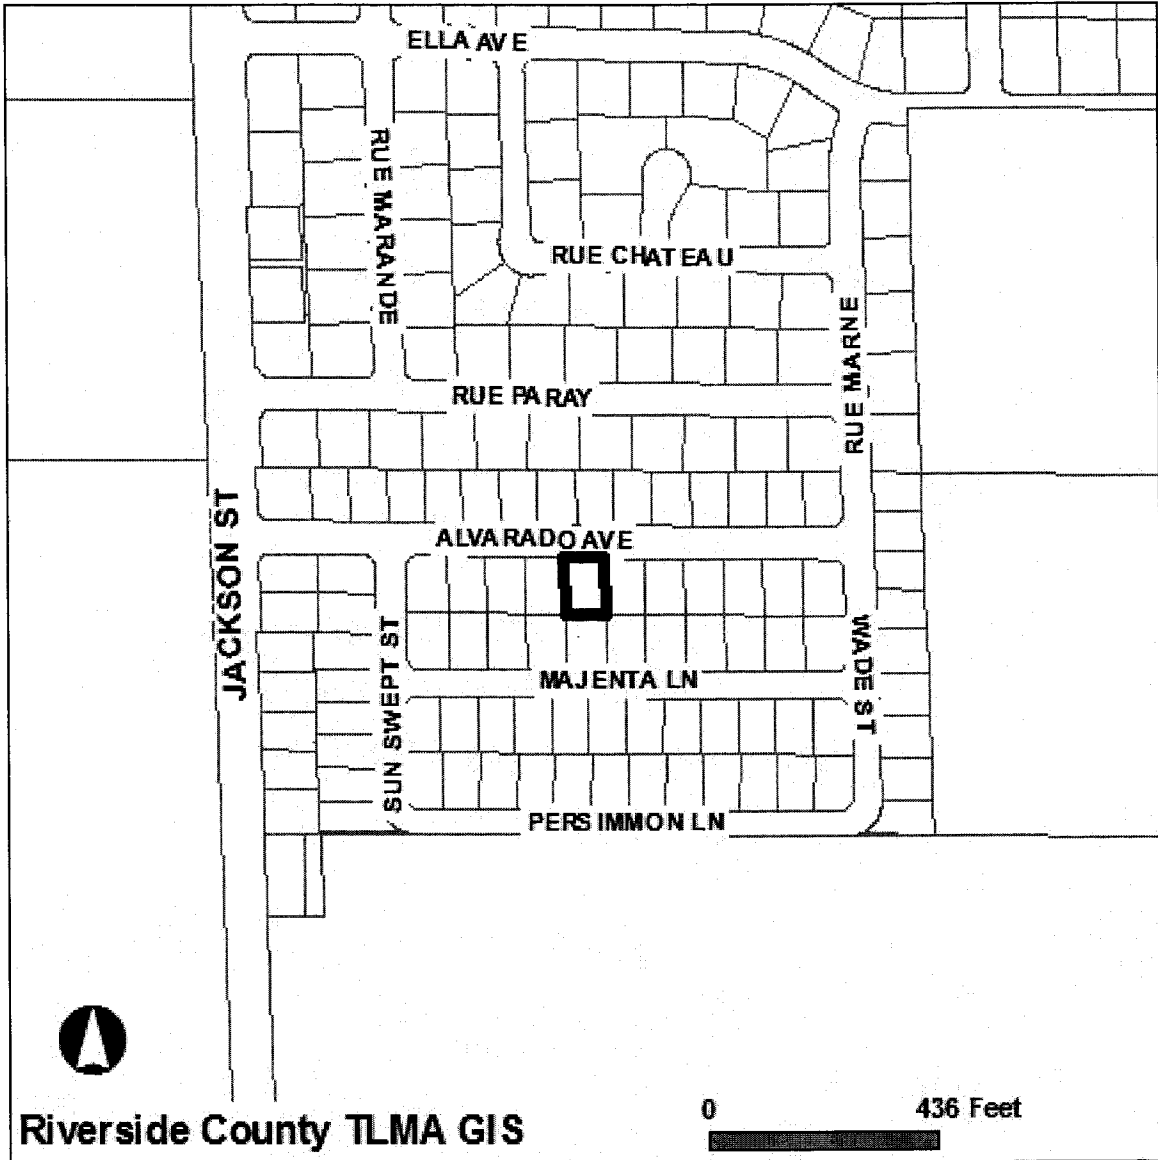 ELLA AVE
RUE MARANDE
RUE CHATEAU
RUE MARNE
RUE PARAY
JACKSON ST
ALVARADO AVE
SUN SWEPT ST
MAJENTA LN
WADE ST
PERSIMMON LN
0 436 Feet
Riverside County TLMA GIS